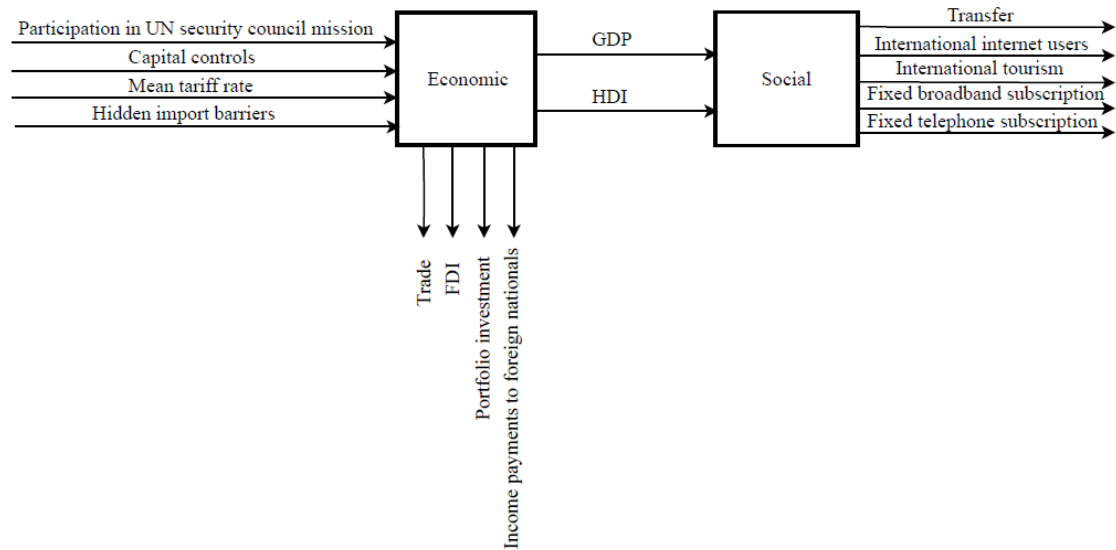 Participation in UN security council mission
Capital controls
Mean tariff rate
Hidden import barriers
Economic
GDP
HDI
Social
Transfer
International internet users
International tourism
Fixed broadband subscription
Fixed telephone subscription
Trade
FDI
Portfolio investment
Income payments to foreign nationals